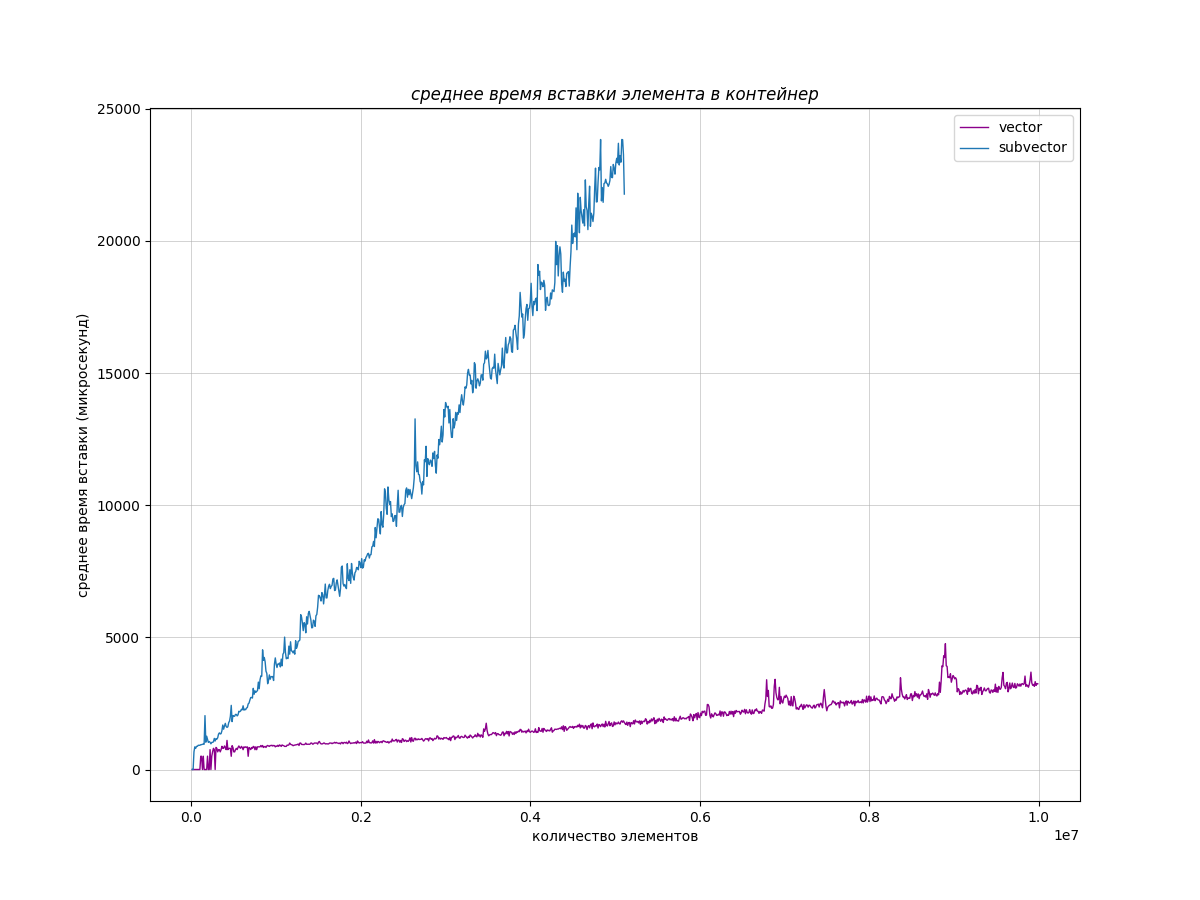 среднее время вставки элемента в контейнер
25000
20000
15000
10000
5000
0
среднее время вставки (микросекунд)
vector
subvector
0.0 0.2 0.4 0.6 0.8 1.0
1e7
количество элементов